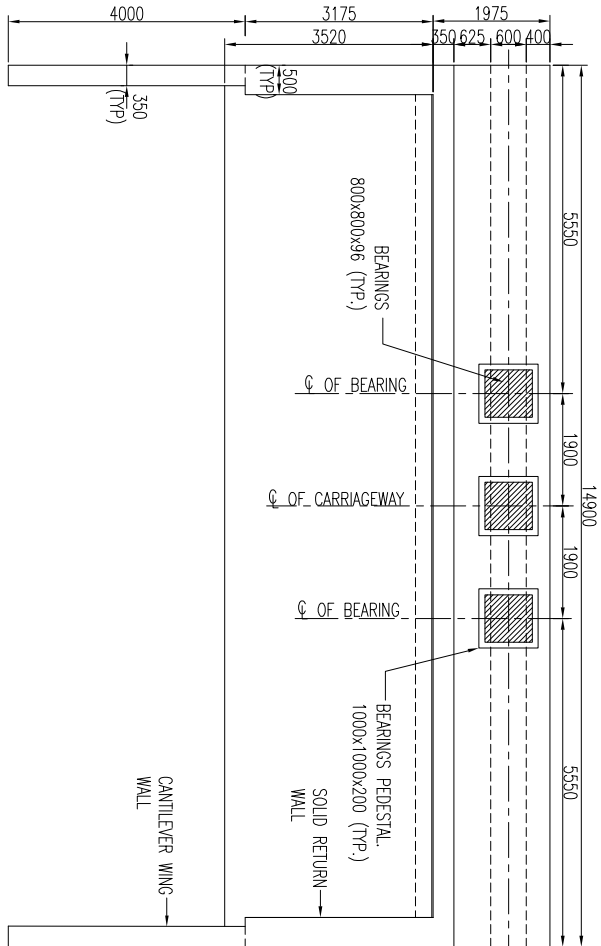 4000
3175
1975
3520
350
625
600
400
350
(TYP)
500
(TYP)
5550
1900
14900
1900
5550
BEARINGS
800x800x96 (TYP.)
℄ OF BEARING
℄ OF CARRIAGEWAY
℄ OF BEARING
BEARINGS PEDESTAL.
1000x1000x200 (TYP.)
SOLID RETURN
WALL
CANTILEVER WING
WALL